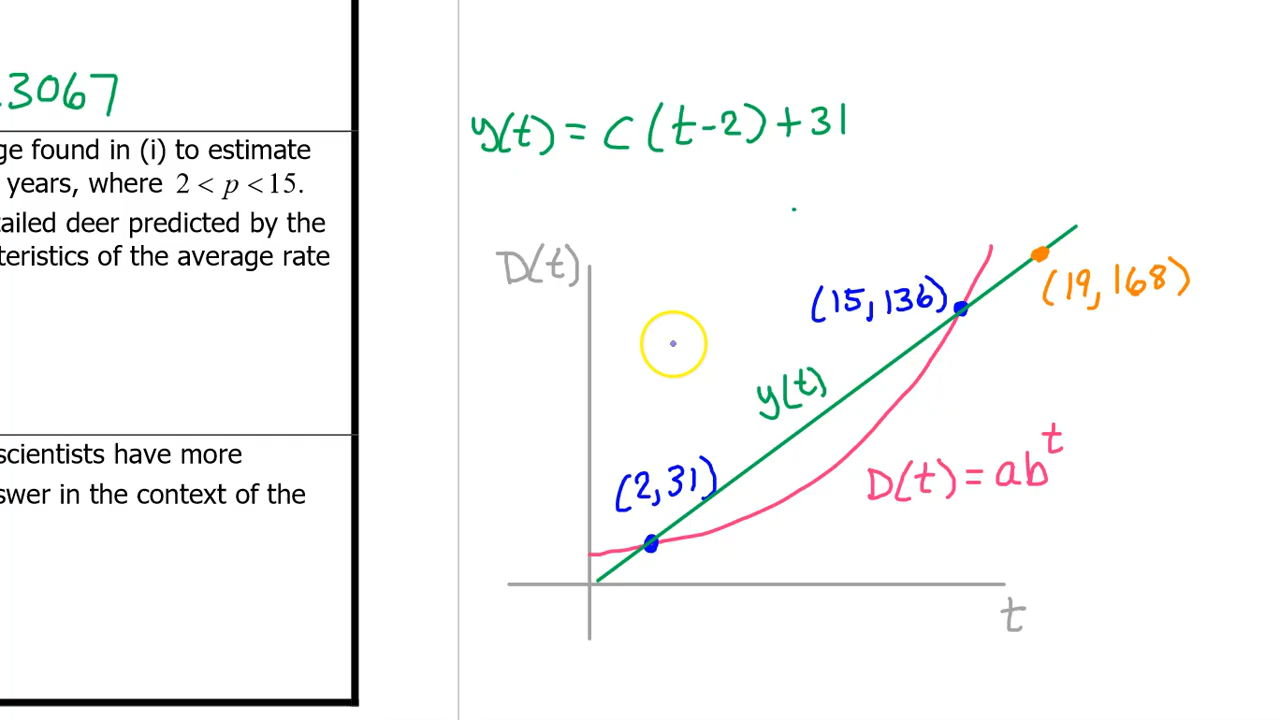 .3067
ge found in (i) to estimate
years, where 2 < p < 15.
ailed deer predicted by the
teristics of the average rate
scientists have more
swer in the context of the
y(t) = c(t-2)+31
D(t)
(15,136)
(19,168)
y(t)
(2,31)
D(t) = ab^t
t